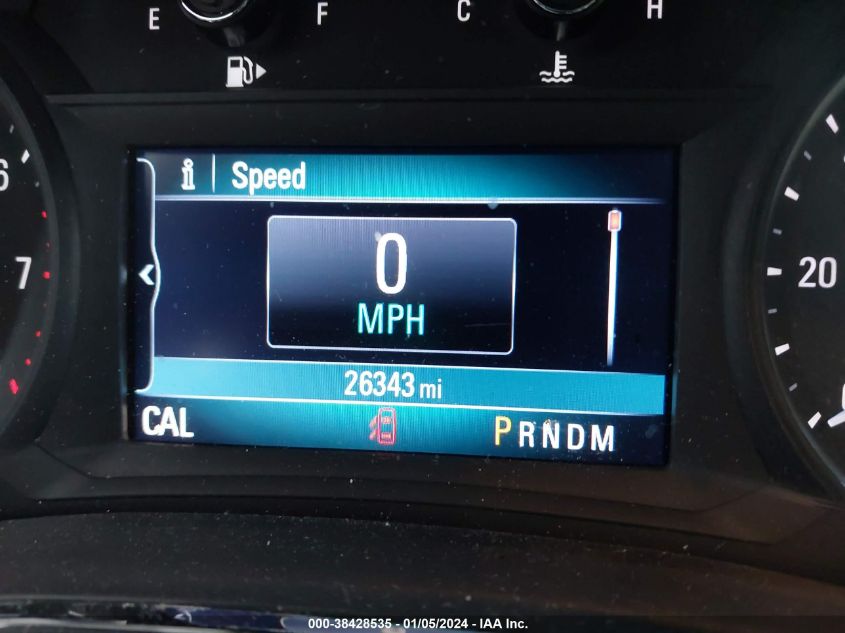 E F C H
6
i Speed
7
0
MPH
20
26343 mi
CAL PRNDM
000-38428535 - 01/05/2024 - IAA Inc.